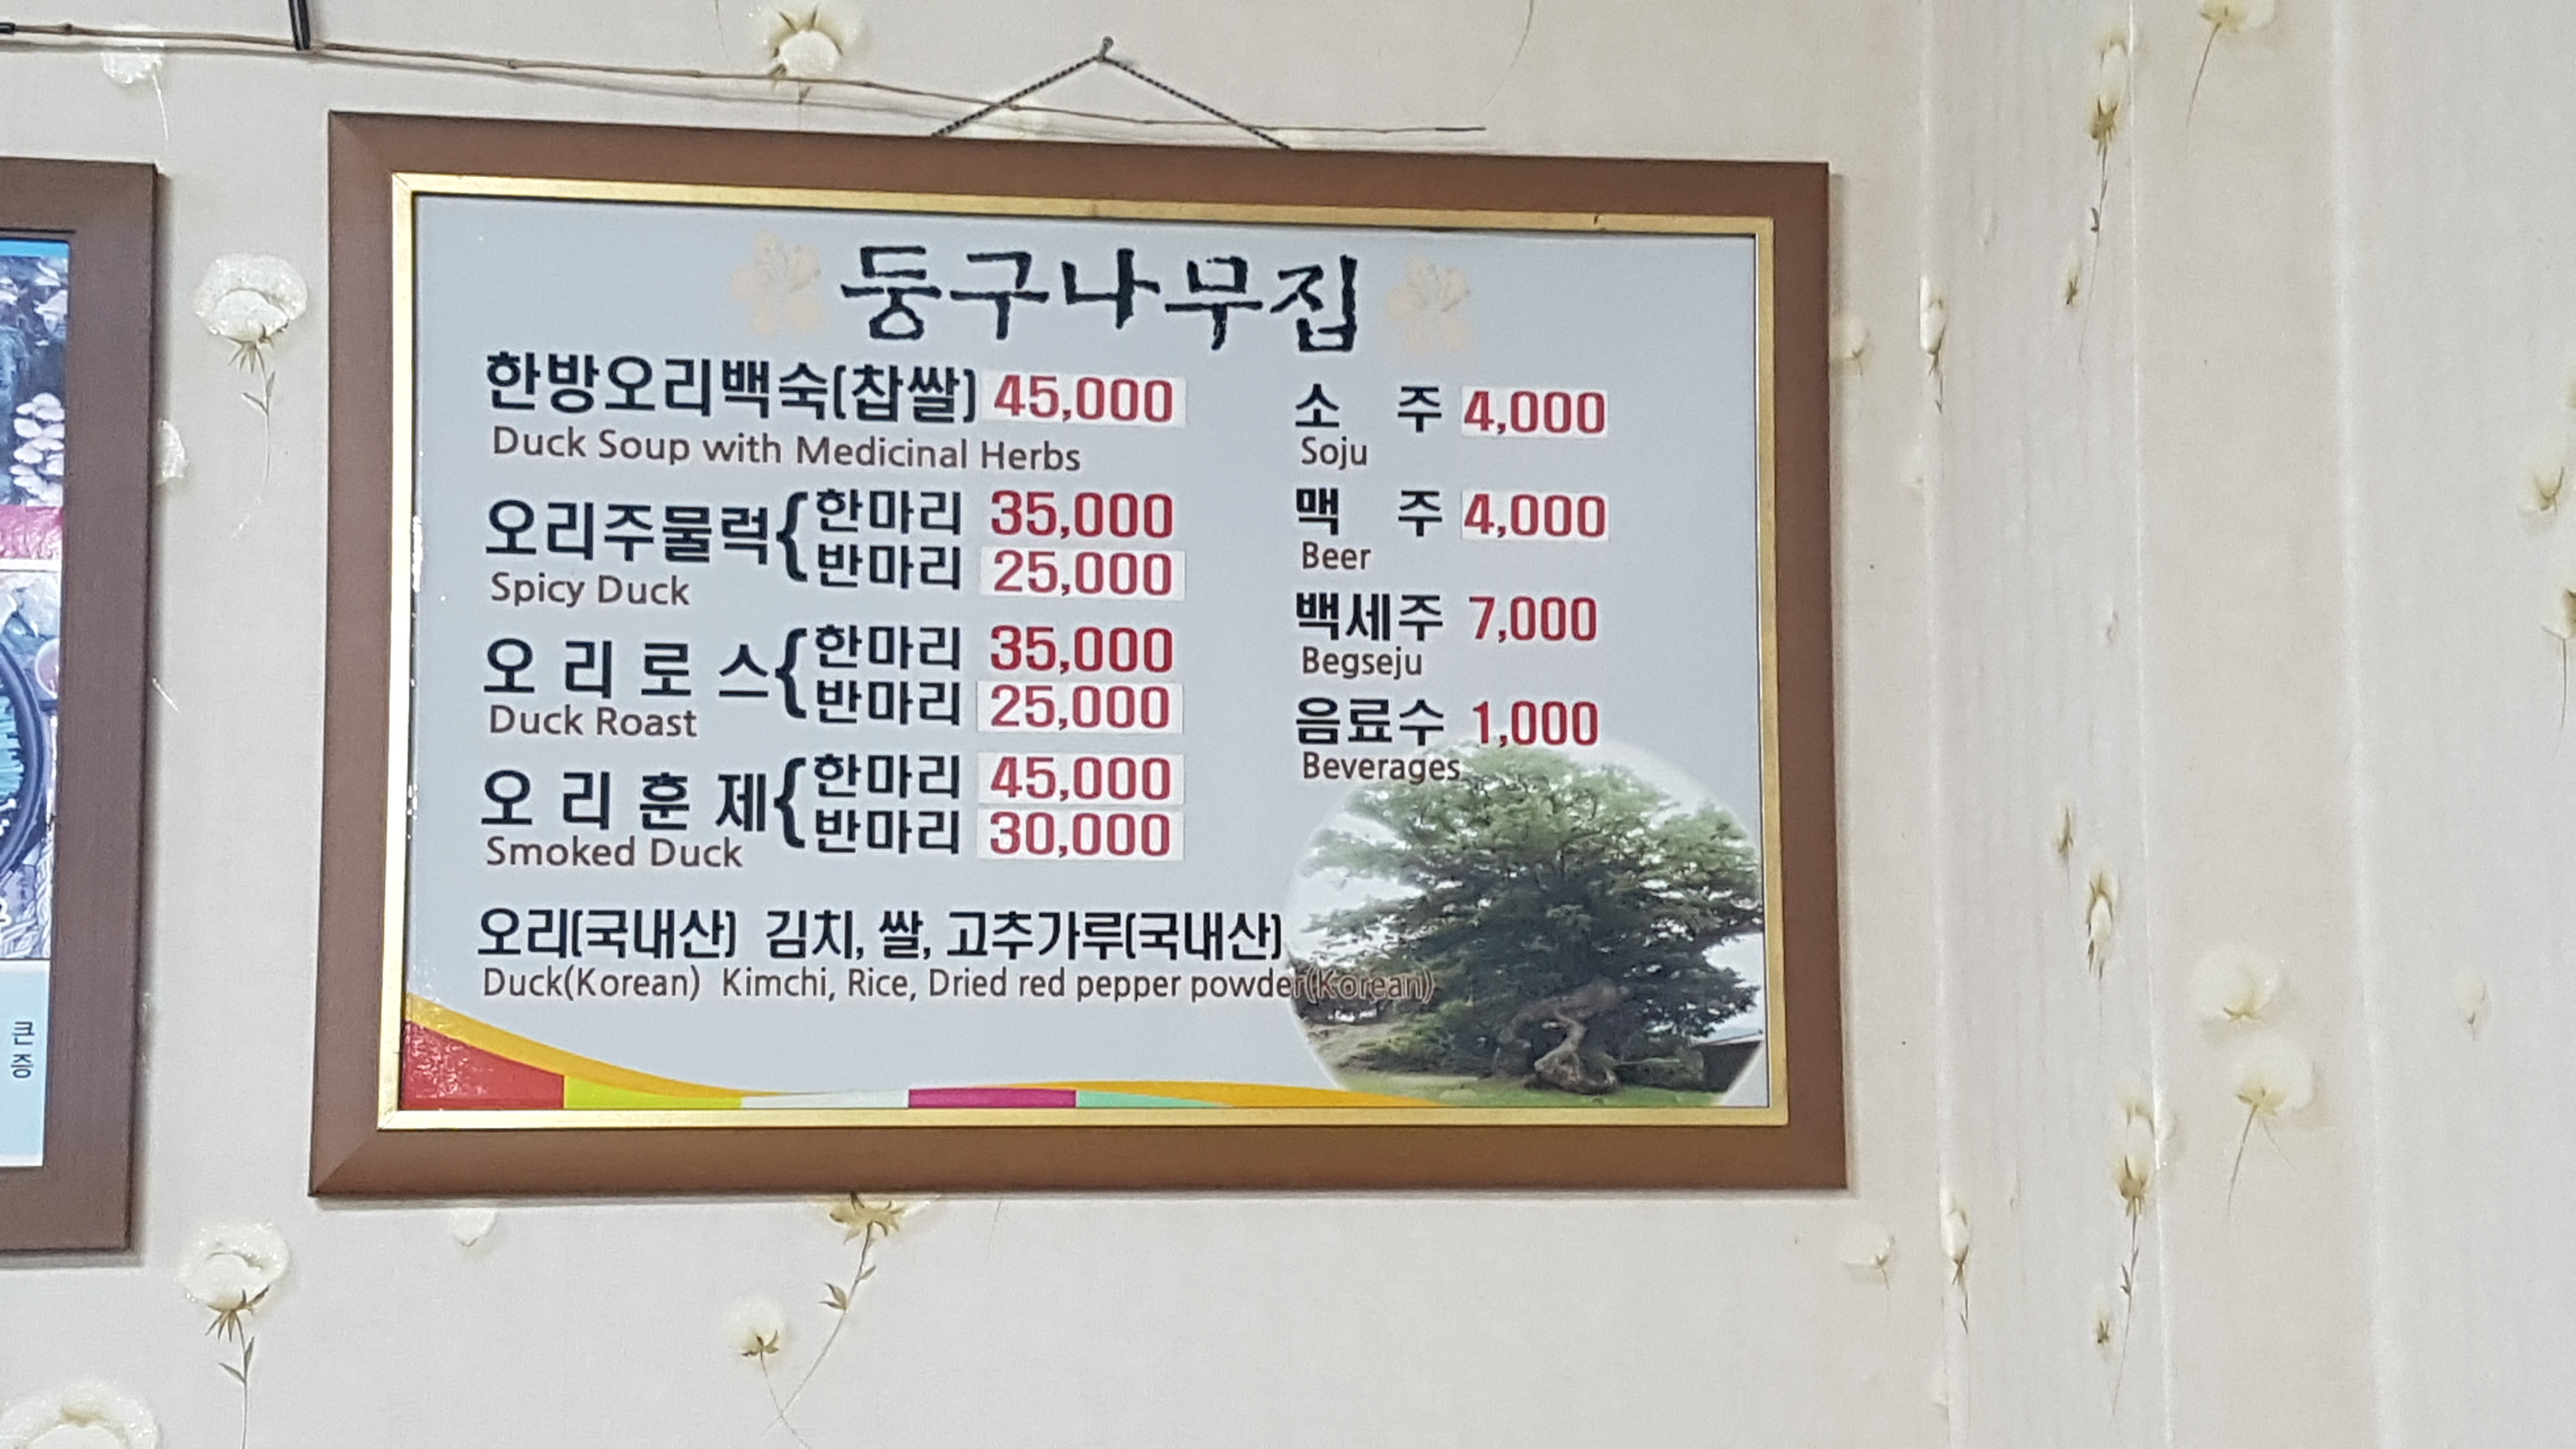 둥구나무집
한방오리백숙(찹쌀) 45,000
Duck Soup with Medicinal Herbs
오리주물럭{한마리 35,000
반마리 25,000
Spicy Duck
오리로스{한마리 35,000
반마리 25,000
Duck Roast
오리훈제{한마리 45,000
반마리 30,000
Smoked Duck
소 주 4,000
Soju
맥 주 4,000
Beer
백세주 7,000
Begseju
음료수 1,000
Beverages
오리(국내산) 김치, 쌀, 고추가루(국내산)
Duck(Korean) Kimchi, Rice, Dried red pepper powder(Korean)
큰
증